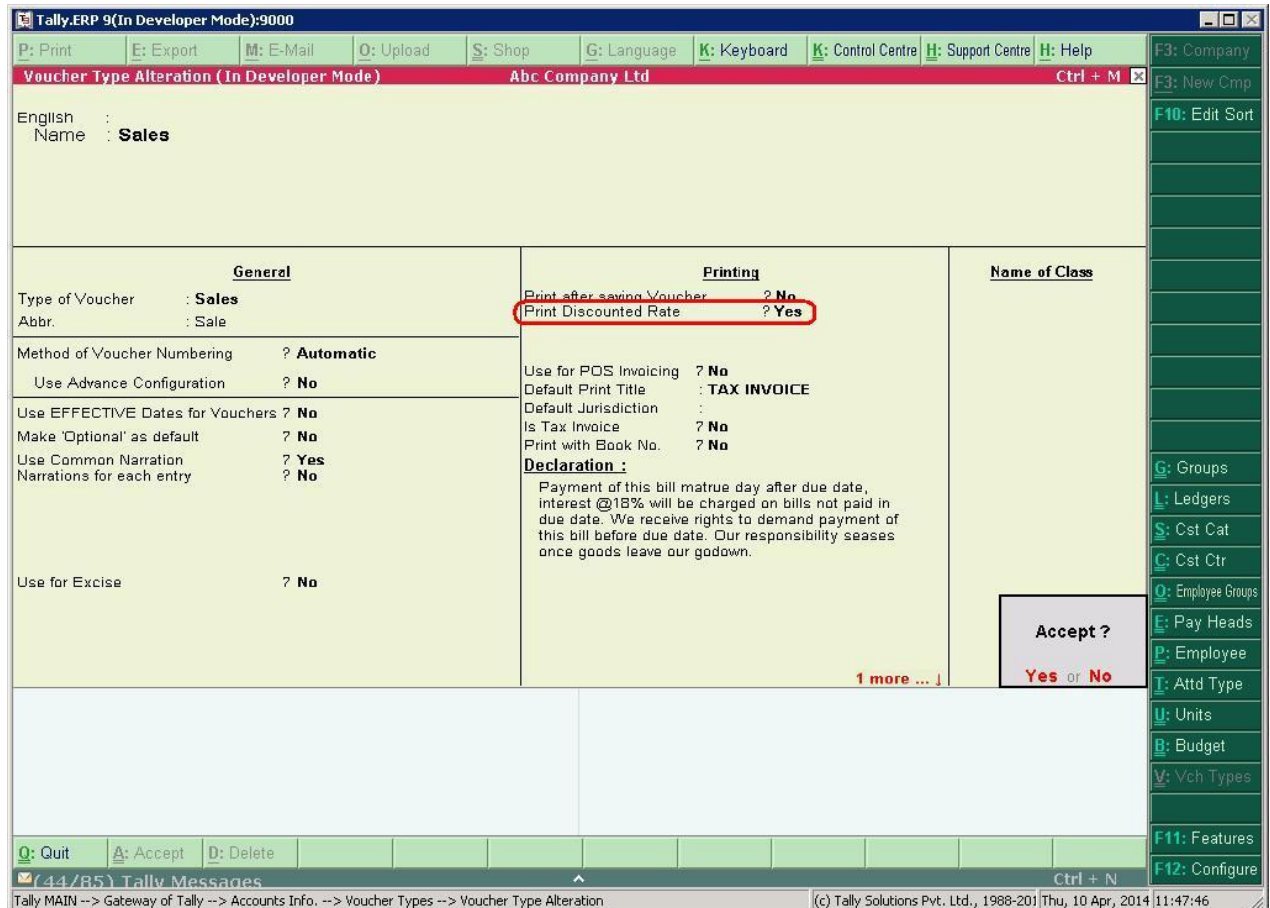 Tally.ERP 9(In Developer Mode):9000
P: Print E: Export M: E-Mail O: Upload S: Shop G: Language K: Keyboard K: Control Centre H: Support Centre H: Help
Voucher Type Alteration (In Developer Mode) Abc Company Ltd Ctrl + M
English :
Name : Sales
General
Type of Voucher : Sales
Abbr. : Sale
Method of Voucher Numbering ? Automatic
Use Advance Configuration ? No
Use EFFECTIVE Dates for Vouchers ? No
Make 'Optional' as default ? No
Use Common Narration ? Yes
Narrations for each entry ? No
Use for Excise ? No
Printing
Print after saving Voucher ? No
Print Discounted Rate ? Yes
Use for POS Invoicing ? No
Default Print Title : TAX INVOICE
Default Jurisdiction :
Is Tax Invoice ? No
Print with Book No. ? No
Declaration :
Payment of this bill matrue day after due date,
interest @18% will be charged on bills not paid in
due date. We receive rights to demand payment of
this bill before due date. Our responsibility seases
once goods leave our godown.
1 more ... ↓
Name of Class
Accept ?
Yes or No
F3: Company
F3: New Cmp
F10: Edit Sort
G: Groups
L: Ledgers
S: Cst Cat
C: Cst Ctr
O: Employee Groups
E: Pay Heads
P: Employee
T: Attd Type
U: Units
B: Budget
V: Vch Types
F11: Features
F12: Configure
Q: Quit A: Accept D: Delete
(44/85) Tally Messages Ctrl + N
Tally MAIN --> Gateway of Tally --> Accounts Info. --> Voucher Types --> Voucher Type Alteration (c) Tally Solutions Pvt. Ltd., 1988-201 Thu, 10 Apr, 2014 11:47:46